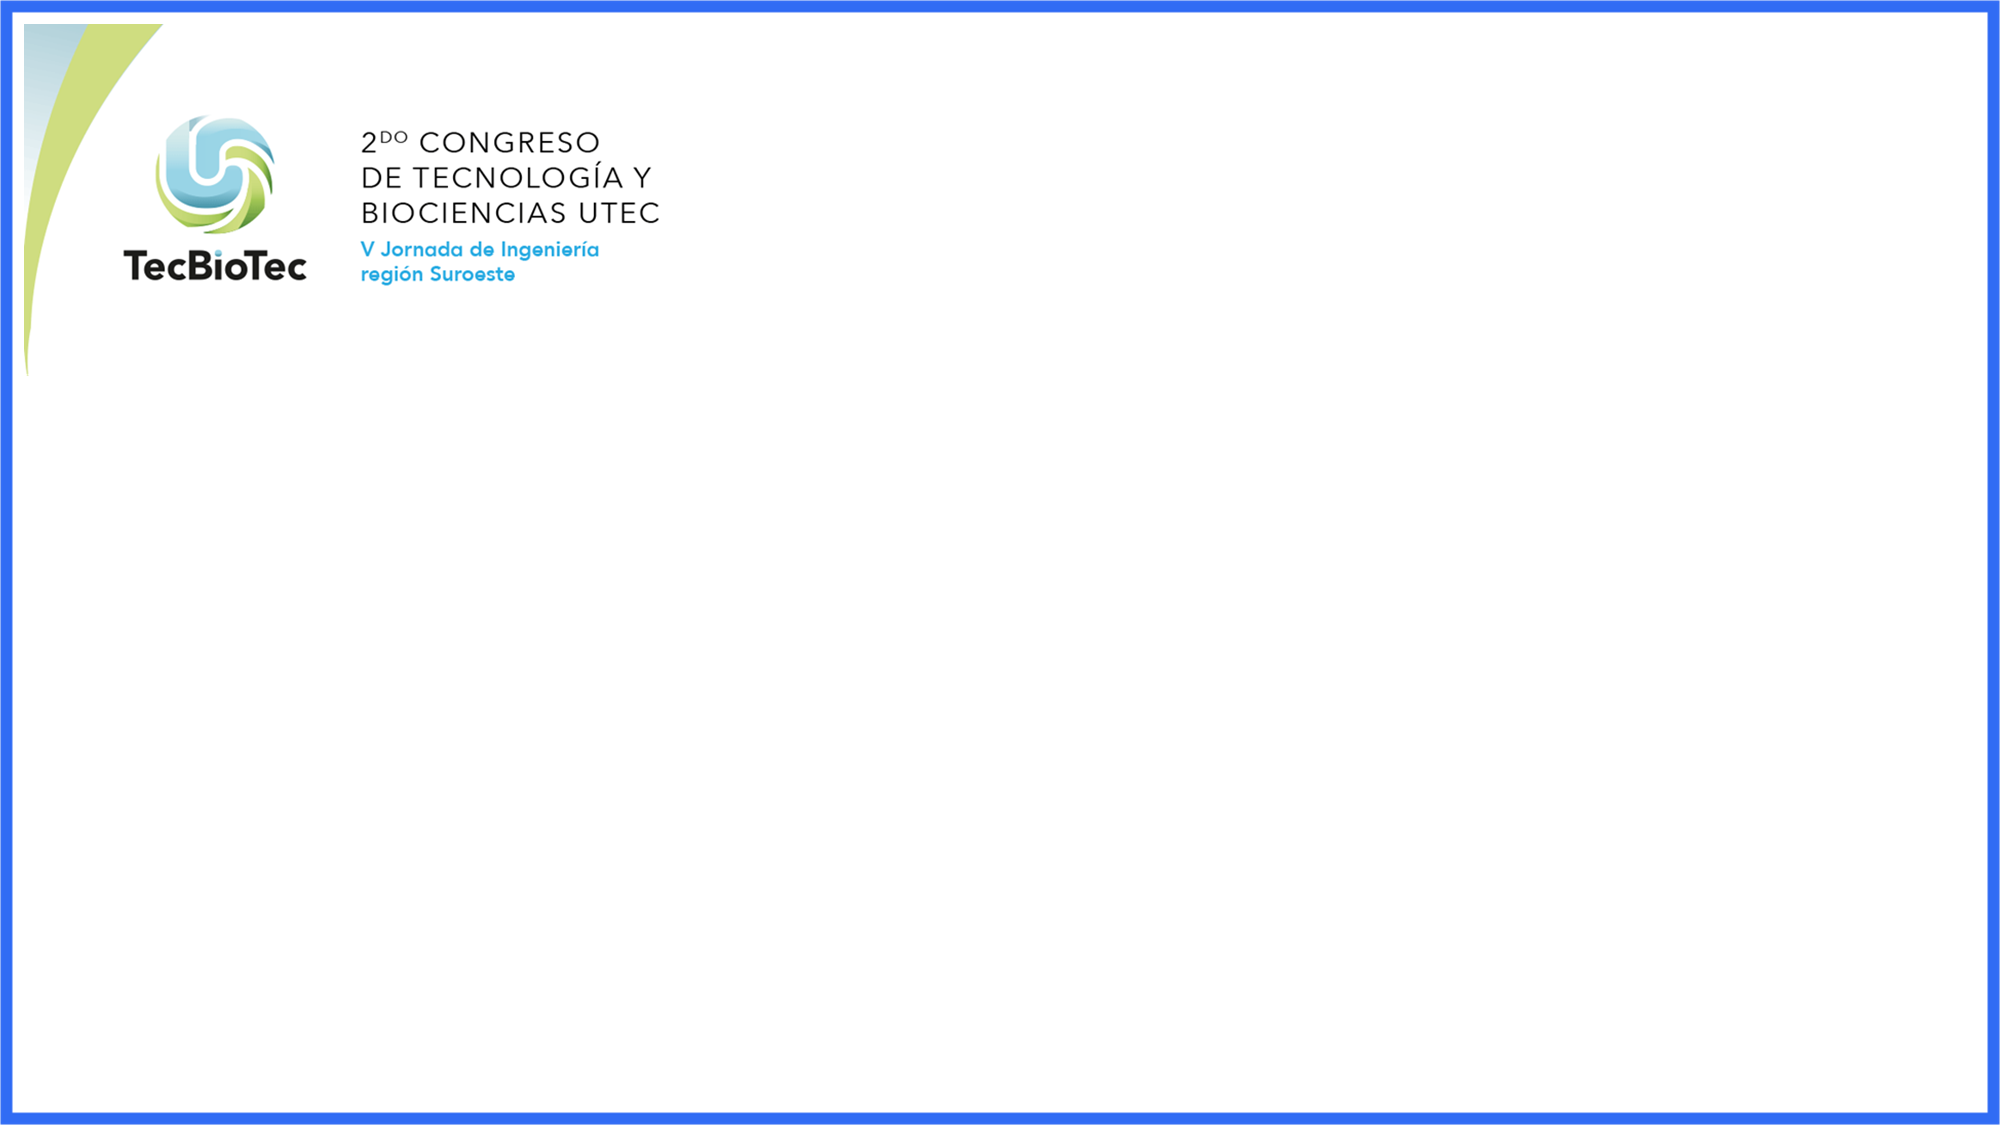 TecBioTec
2DO CONGRESO
DE TECNOLOGÍA Y
BIOCIENCIAS UTEC
V Jornada de Ingeniería
región Suroeste